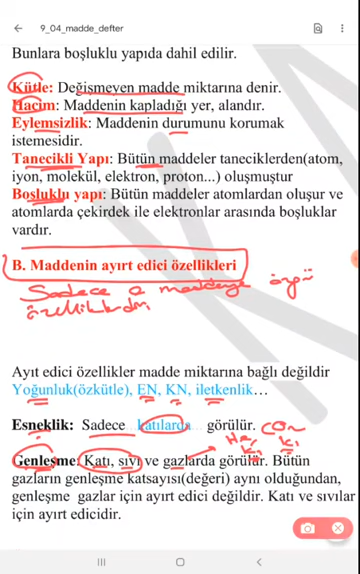 9_04_madde_defter
Bunlara boşluklu yapıda dahil edilir.
Kütle: Değişmeyen madde miktarına denir.
Hacim: Maddenin kapladığı yer, alandır.
Eylemsizlik: Maddenin durumunu korumak
istemesidir.
Tanecikli Yapı: Bütün maddeler taneciklerden(atom,
iyon, molekül, elektron, proton...) oluşmuştur
Boşluklu yapı: Bütün maddeler atomlardan oluşur ve
atomlarda çekirdek ile elektronlar arasında boşluklar
vardır.
B. Maddenin ayırt edici özellikleri
Sadece o maddeye özgü
özelliklerdir
Ayıt edici özellikler madde miktarına bağlı değildir
Yoğunluk(özkütle), EN, KN, iletkenlik…
Esneklik: Sadece katılarda görülür.
Genleşme: Katı, sıvı ve gazlarda görülür. Bütün
gazların genleşme katsayısı(değeri) aynı olduğundan,
genleşme gazlar için ayırt edici değildir. Katı ve sıvılar
için ayırt edicidir.